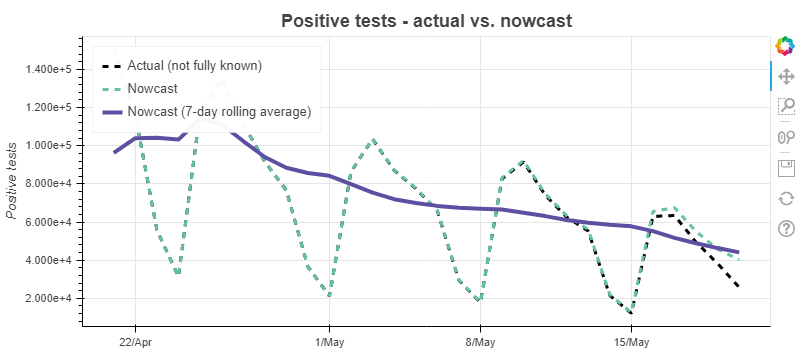 Positive tests - actual vs. nowcast
Actual (not fully known)
Nowcast
Nowcast (7-day rolling average)
Positive tests
1.400e+5
1.200e+5
1.000e+5
8.000e+4
6.000e+4
4.000e+4
2.000e+4
22/Apr
1/May
8/May
15/May